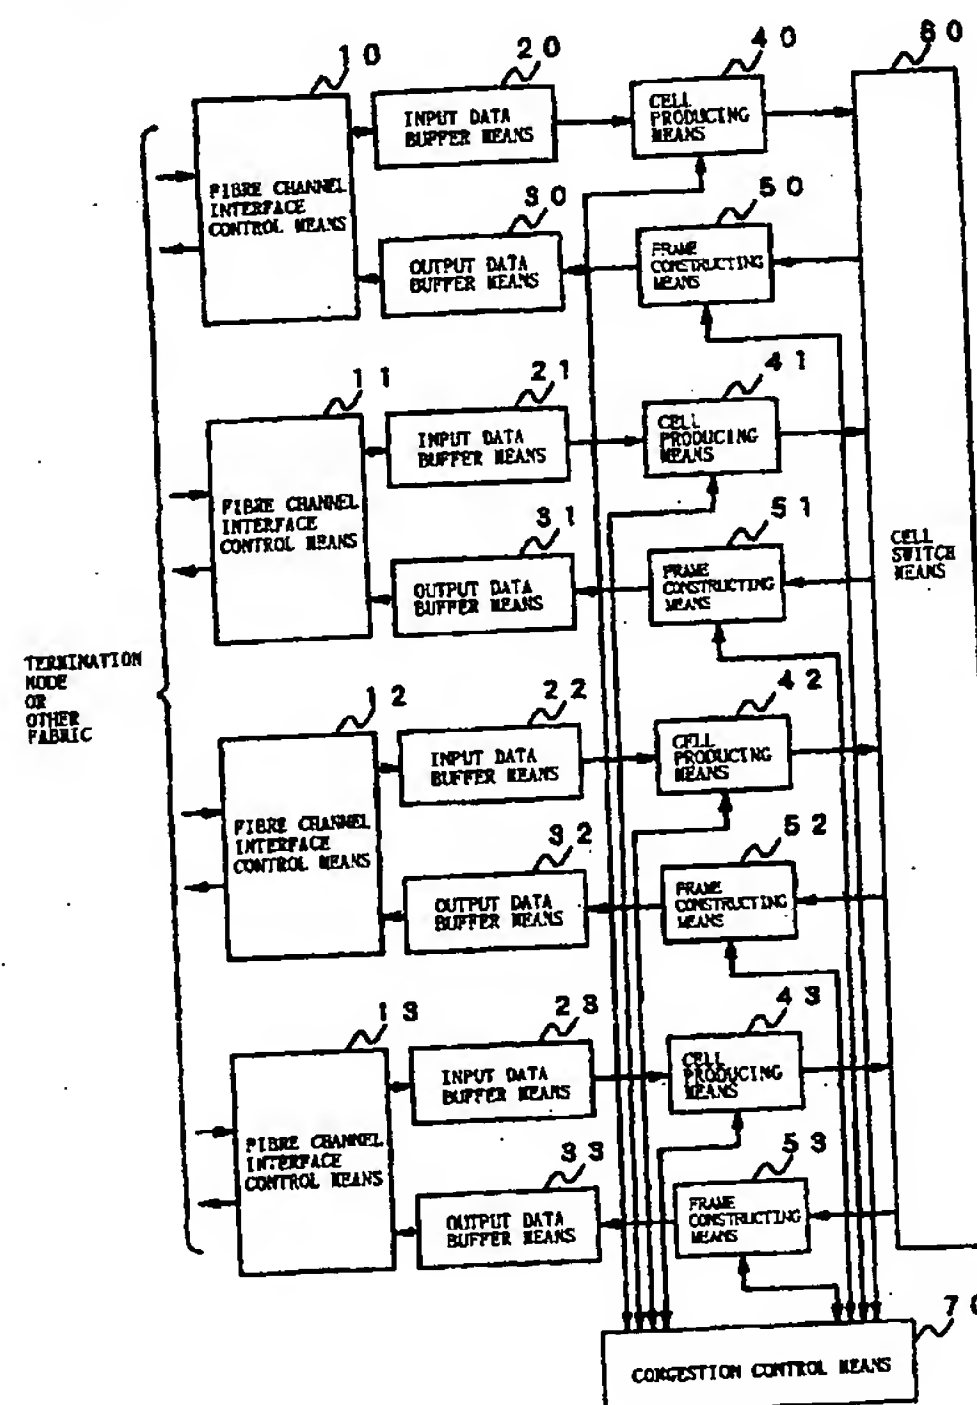 10
20
40
60
INPUT DATA
BUFFER MEANS
CELL
PRODUCING
MEANS
FIBRE CHANNEL
INTERFACE
CONTROL MEANS
30
50
OUTPUT DATA
BUFFER MEANS
FRAME
CONSTRUCTING
MEANS
11
21
41
INPUT DATA
BUFFER MEANS
CELL
PRODUCING
MEANS
FIBRE CHANNEL
INTERFACE
CONTROL MEANS
31
51
OUTPUT DATA
BUFFER MEANS
FRAME
CONSTRUCTING
MEANS
CELL
SWITCH
MEANS
TERMINATION
MODE
OR
OTHER
FABRIC
12
22
42
INPUT DATA
BUFFER MEANS
CELL
PRODUCING
MEANS
FIBRE CHANNEL
INTERFACE
CONTROL MEANS
32
52
OUTPUT DATA
BUFFER MEANS
FRAME
CONSTRUCTING
MEANS
13
23
43
INPUT DATA
BUFFER MEANS
CELL
PRODUCING
MEANS
FIBRE CHANNEL
INTERFACE
CONTROL MEANS
33
53
OUTPUT DATA
BUFFER MEANS
FRAME
CONSTRUCTING
MEANS
70
CONGESTION CONTROL MEANS